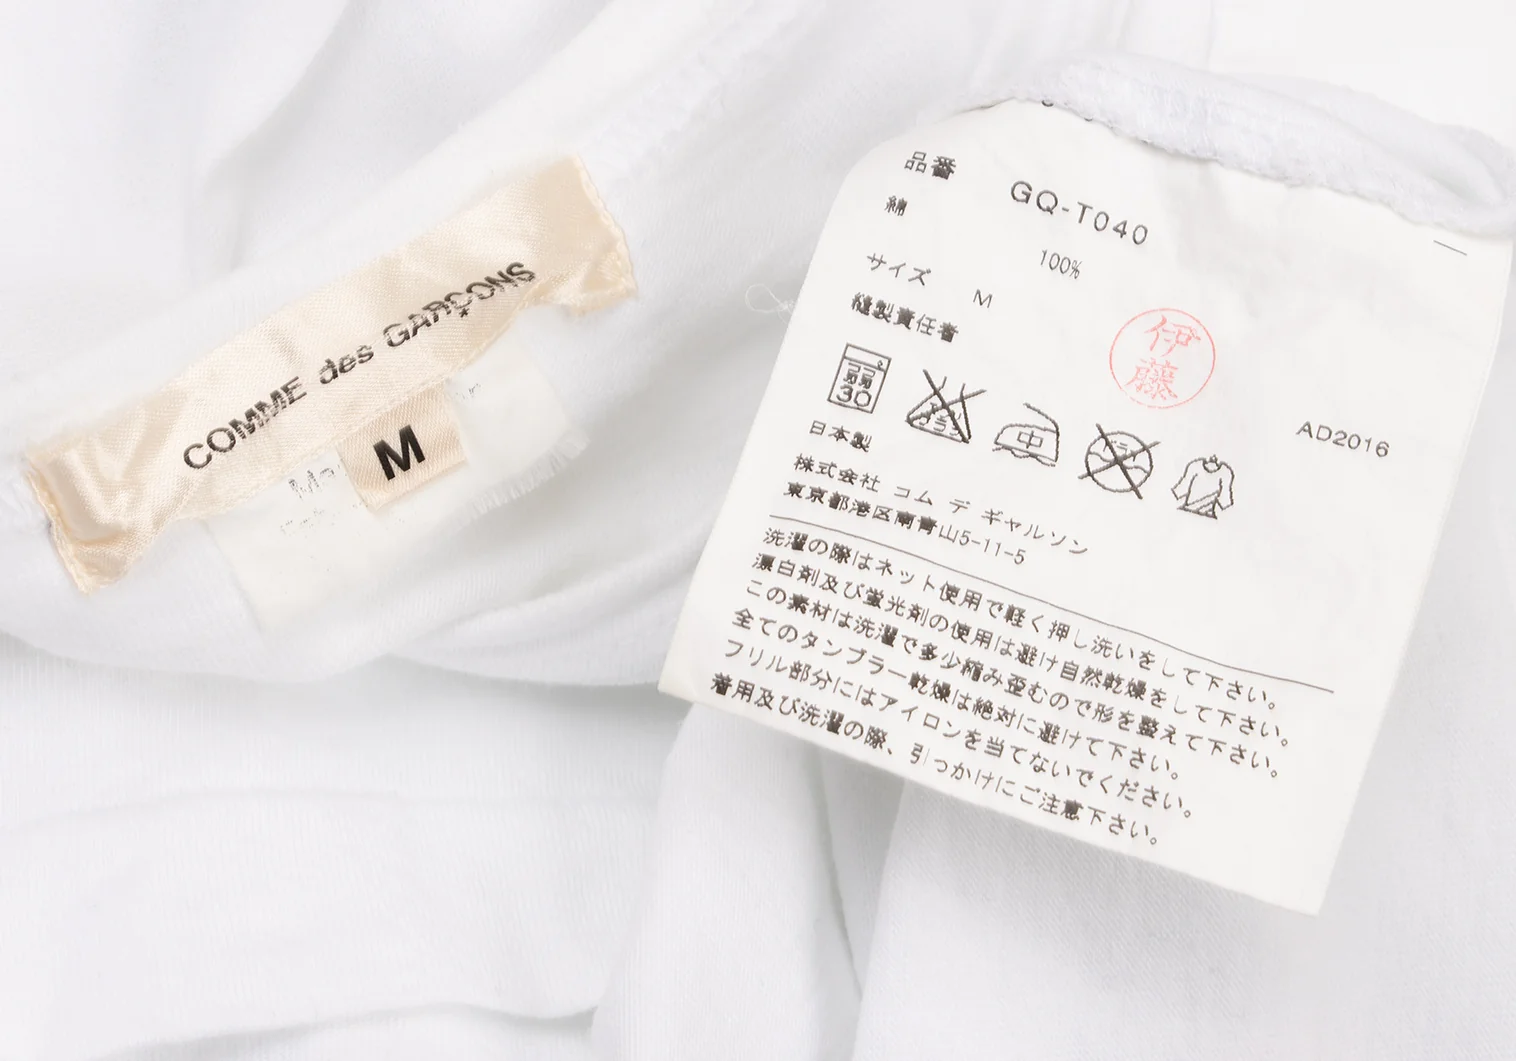 COMME des GARÇONS
M
品番 GQ-T040
綿 100%
サイズ M
縫製責任者
伊藤
弱
30
中
AD2016
日本製
株式会社 コム デ ギャルソン
東京都港区南青山5-11-5
洗濯の際はネット使用で軽く押し洗いをして下さい。
漂白剤及び蛍光剤の使用は避け自然乾燥をして下さい。
この素材は洗濯で多少縮み歪むので形を整えて下さい。
全てのタンブラー乾燥は絶対に避けて下さい。
フリル部分にはアイロンを当てないでください。
着用及び洗濯の際、引っかけにご注意下さい。